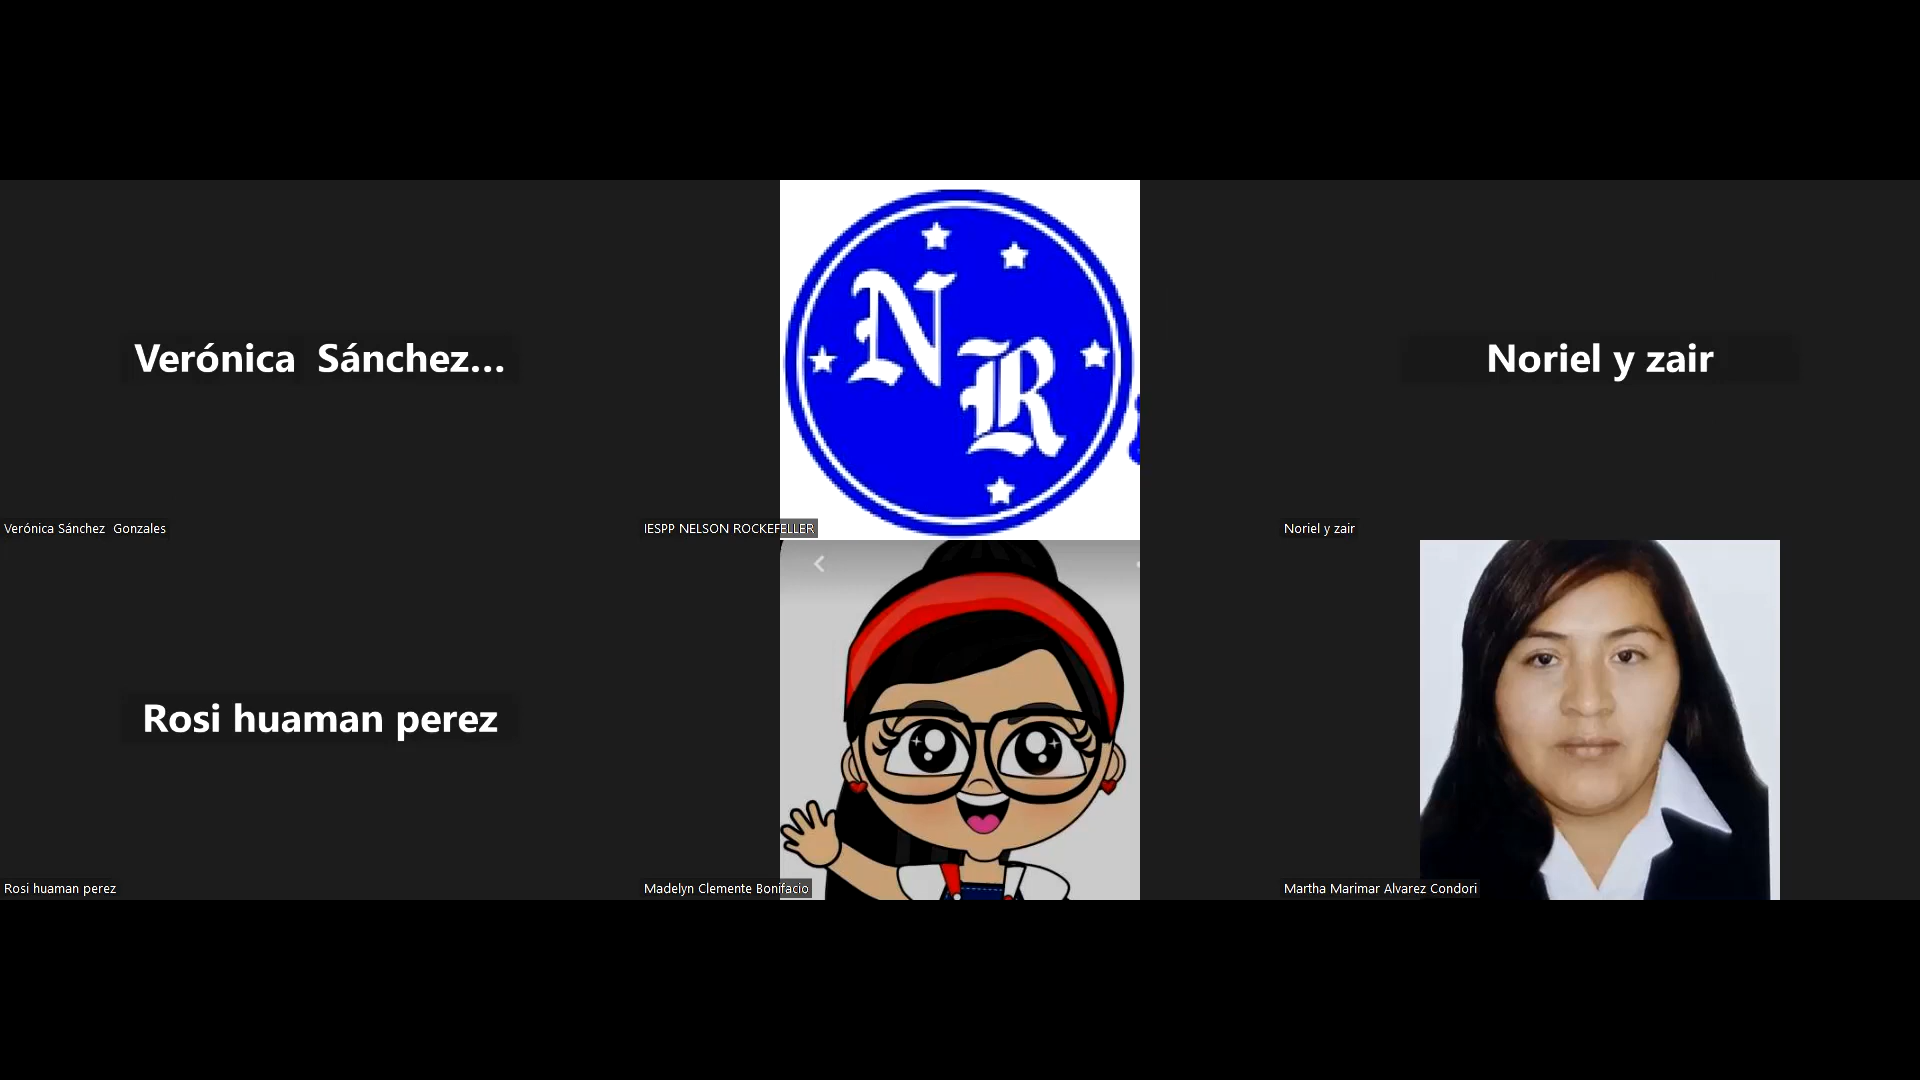 Verónica  Sánchez...
N
R
Noriel y zair
Verónica Sánchez  Gonzales
IESPP NELSON ROCKEFELLER
Noriel y zair
Rosi huaman perez
Rosi huaman perez
Madelyn Clemente Bonifacio
Martha Marimar Alvarez Condori